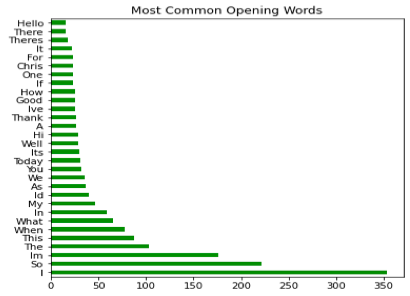 Most Common Opening Words
Hello
There
Theres
It
For
Chris
One
If
How
Good
Ive
Thank
A
Hi
Well
Its
Today
You
We
As
Id
My
In
What
When
This
The
Im
So
I
0 50 100 150 200 250 300 350